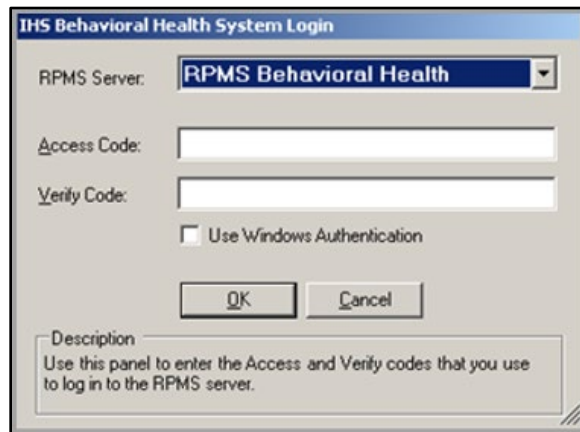 IHS Behavioral Health System Login
RPMS Server: RPMS Behavioral Health
Access Code:
Verify Code:
Use Windows Authentication
OK Cancel
Description
Use this panel to enter the Access and Verify codes that you use
to log in to the RPMS server.